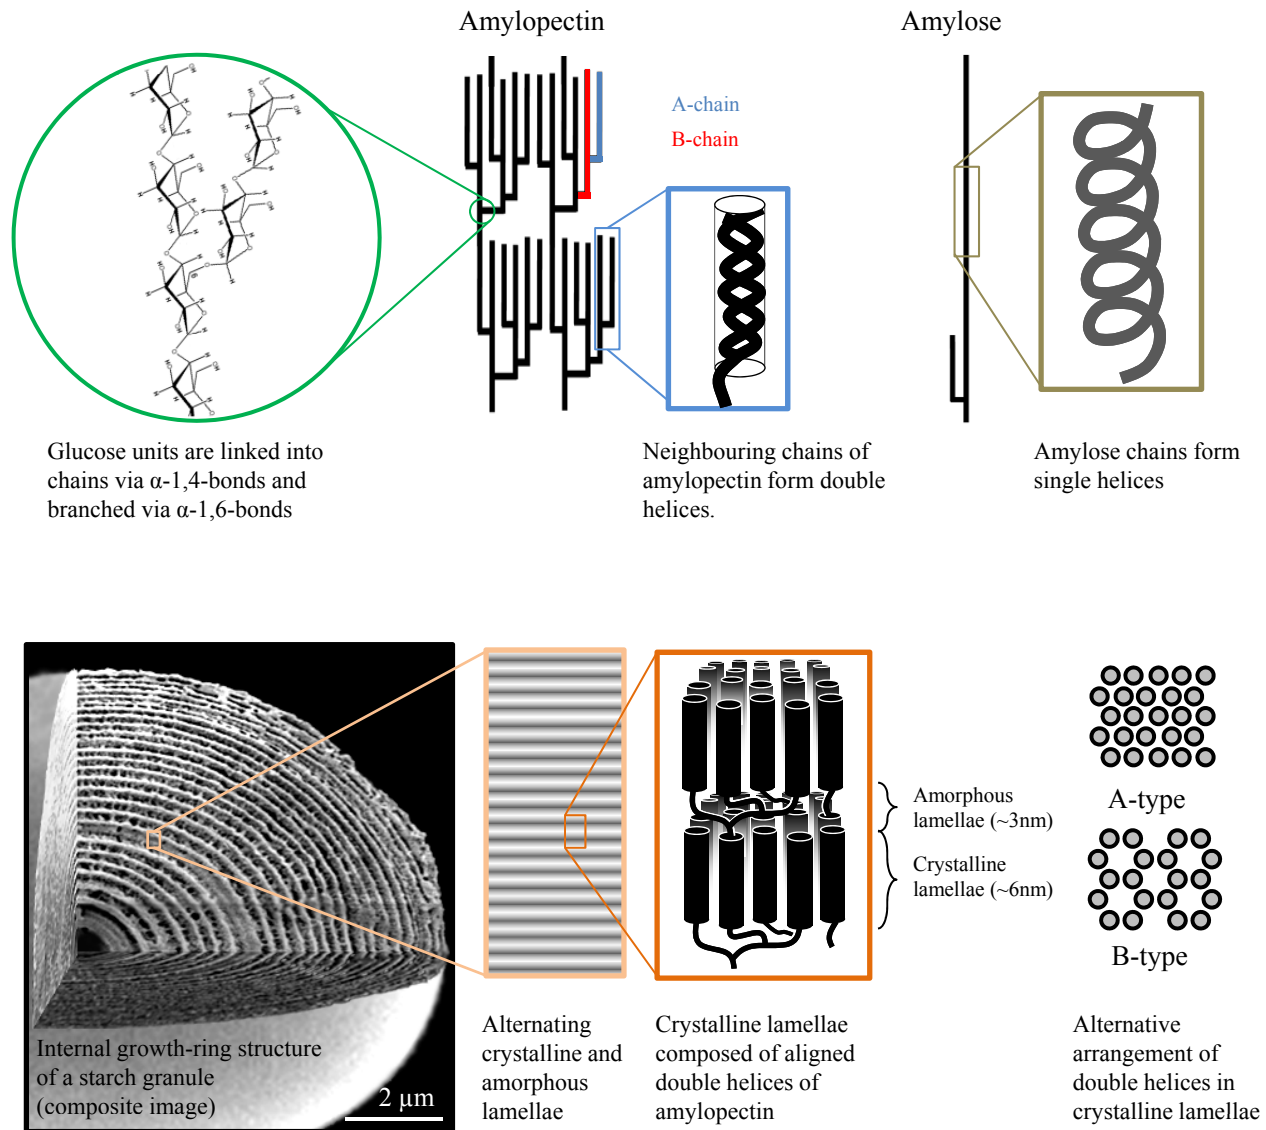 Amylopectin
Amylose
A-chain
B-chain
Glucose units are linked into
chains via α-1,4-bonds and
branched via α-1,6-bonds
Neighbouring chains of
amylopectin form double
helices.
Amylose chains form
single helices
Internal growth-ring structure
of a starch granule
(composite image)
2 µm
Alternating
crystalline and
amorphous
lamellae
Crystalline lamellae
composed of aligned
double helices of
amylopectin
Amorphous
lamellae (~3nm)
Crystalline
lamellae (~6nm)
A-type
B-type
Alternative
arrangement of
double helices in
crystalline lamellae